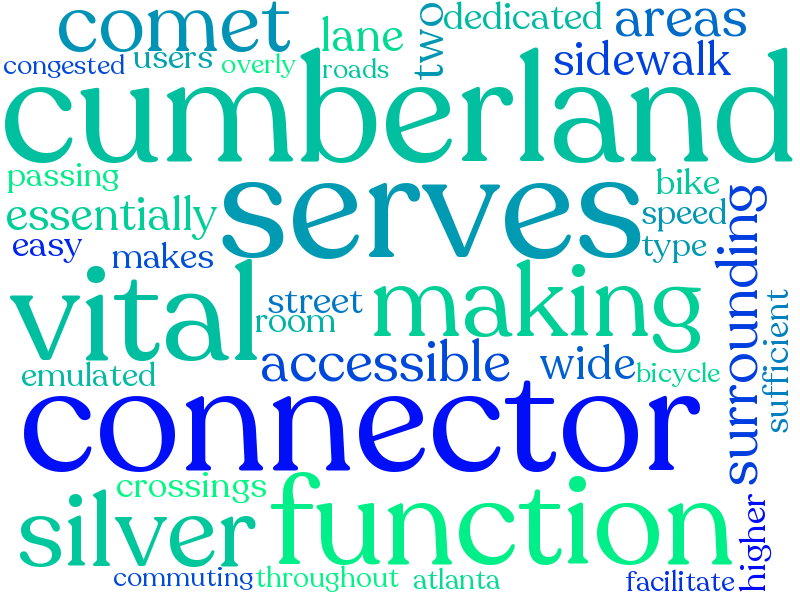 comet
lane
two
dedicated
areas
congested
users
overly
roads
sidewalk
cumberland
passing
serves
bike
essentially
speed
easy
makes
type
surrounding
vital
street
room
making
sufficient
emulated
accessible
wide
bicycle
connector
crossings
silver
function
higher
commuting
throughout
atlanta
facilitate